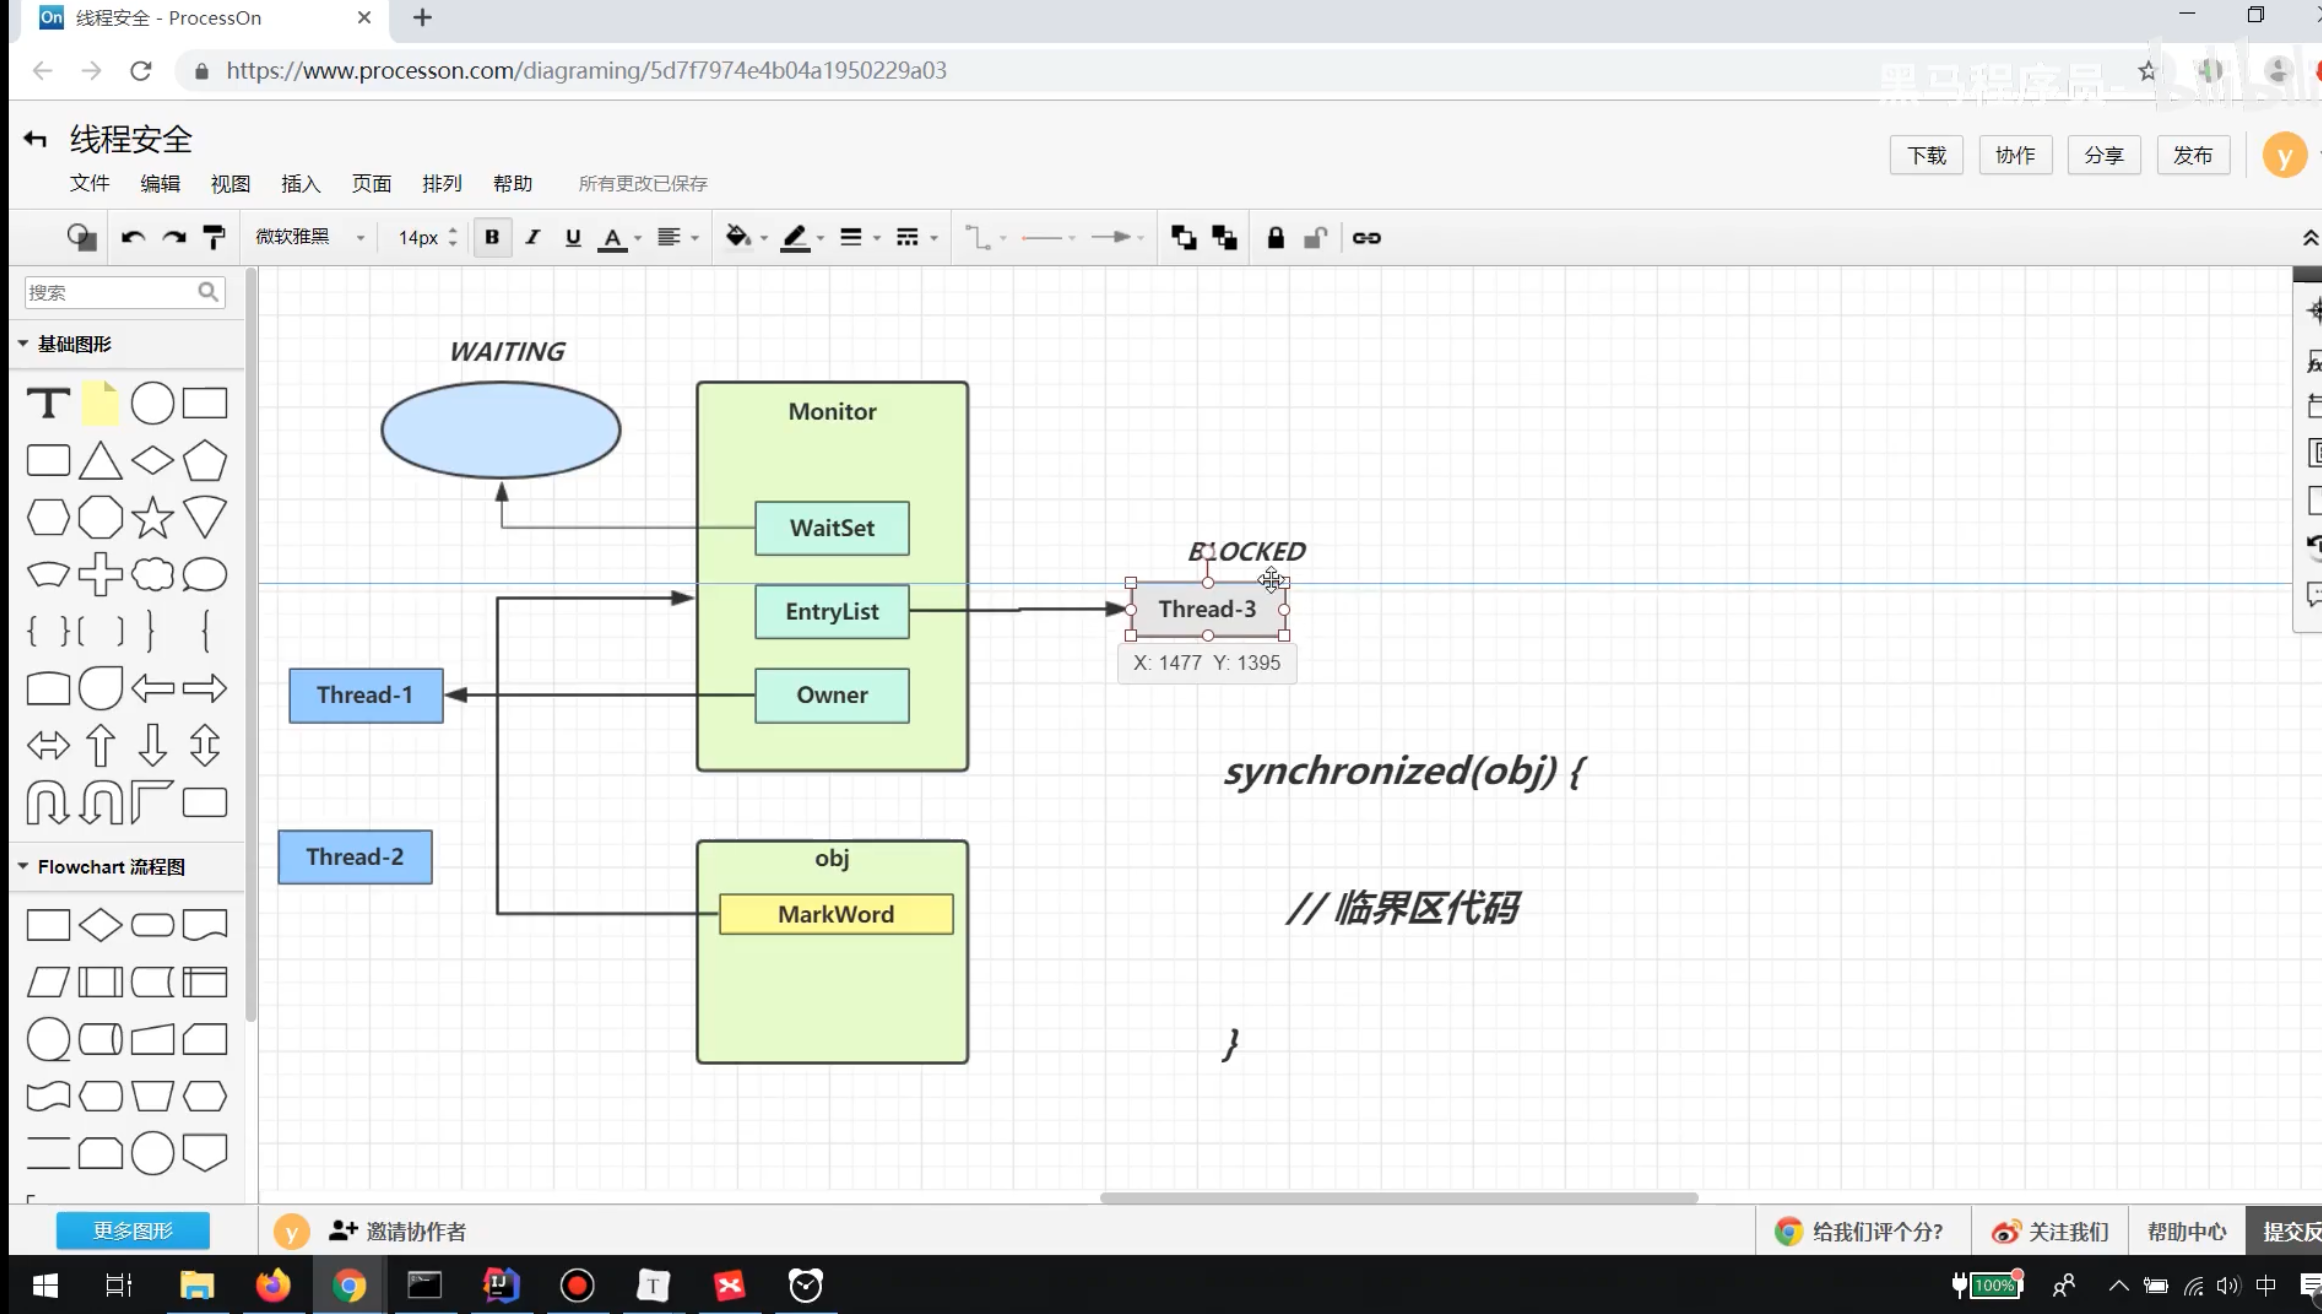 线程安全 - ProcessOn
https://www.processon.com/diagraming/5d7f7974e4b04a1950229a03
黑马程序员-
bilibili
线程安全
下载 协作 分享 发布 y
文件 编辑 视图 插入 页面 排列 帮助 所有更改已保存
微软雅黑 14px B I U A
搜索
基础图形
WAITING
Monitor
WaitSet
BLOCKED
EntryList
Thread-3
X: 1477 Y: 1395
Thread-1
Owner
synchronized(obj) {
Thread-2
obj
Flowchart 流程图
// 临界区代码
MarkWord
}
更多图形
y 邀请协作者
给我们评个分?
关注我们
帮助中心
提交反
100%
中